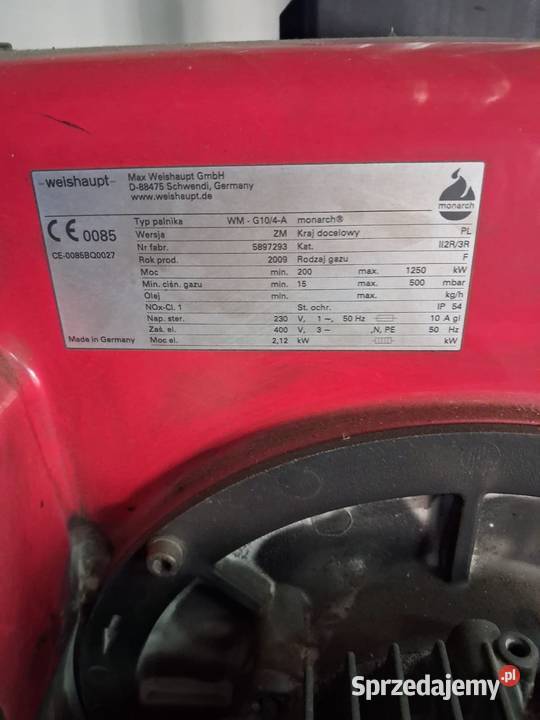 -weishaupt-
Max Weishaupt GmbH
D-88475 Schwendi, Germany
www.weishaupt.de
monarch
CE 0085
CE-0085BQ0027
Typ palnika WM - G10/4-A monarch®
Wersja ZM Kraj docelowy PL
Nr fabr. 5897293 Kat. II2R/3R
Rok prod. 2009 Rodzaj gazu F
Moc min. 200 max. 1250 kW
Min. ciśn. gazu min. 15 max. 500 mbar
Olej min. max. kg/h
NOx-Cl. 1 St. ochr. IP 54
Nap. ster. 230 V, 1 ~, 50 Hz 10 A gl
Zaś. el. 400 V, 3 ~ ,N, PE 50 Hz
Made in Germany Moc el. 2,12 kW kW
Sprzedajemy.pl